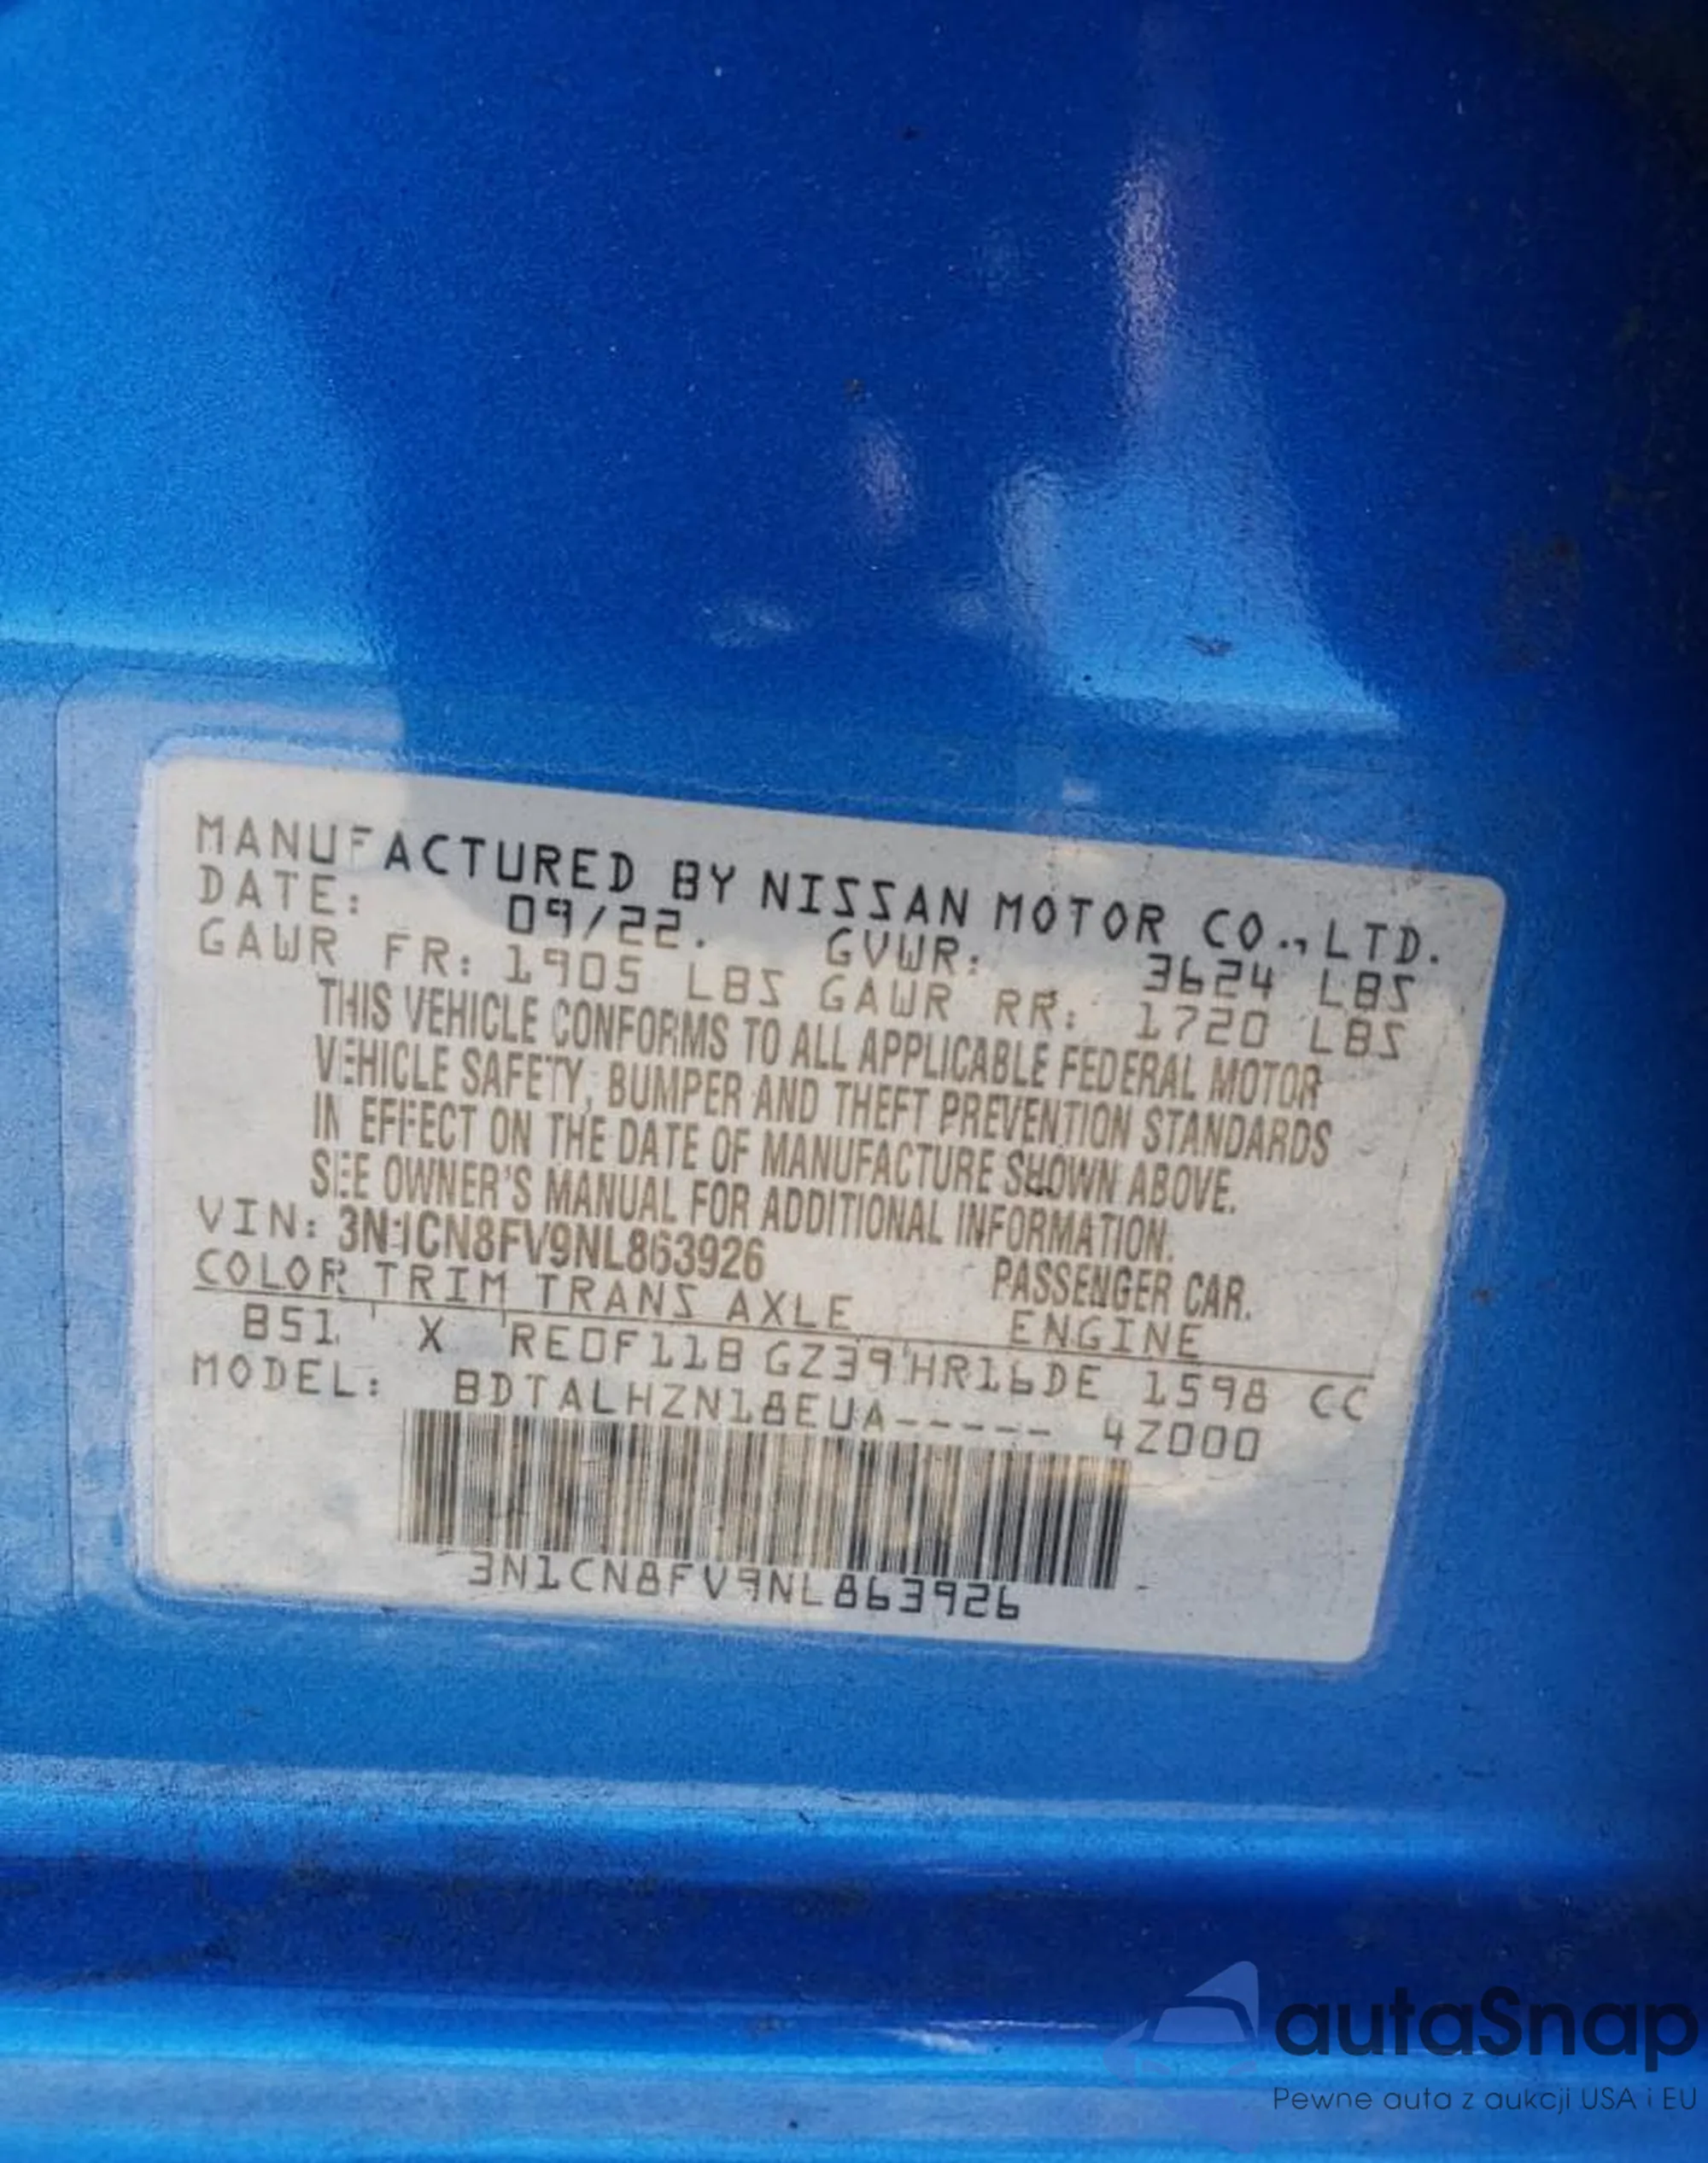 MANUFACTURED BY NISSAN MOTOR CO., LTD.
DATE: 09/22. GVWR: 3624 LBS
GAWR FR: 1905 LBS GAWR RR: 1720 LBS
THIS VEHICLE CONFORMS TO ALL APPLICABLE FEDERAL MOTOR
VEHICLE SAFETY, BUMPER AND THEFT PREVENTION STANDARDS
IN EFFECT ON THE DATE OF MANUFACTURE SHOWN ABOVE.
SEE OWNER'S MANUAL FOR ADDITIONAL INFORMATION.
VIN: 3N1CN8FV9NL863926 PASSENGER CAR.
COLOR TRIM TRANS AXLE ENGINE
B51 X RE0F11B GZ39 HR16DE 1598 CC
MODEL: BDTALHZN18EUA----- 4Z000
3N1CN8FV9NL863926
autaSnap
Pewne auta z aukcji USA i EU